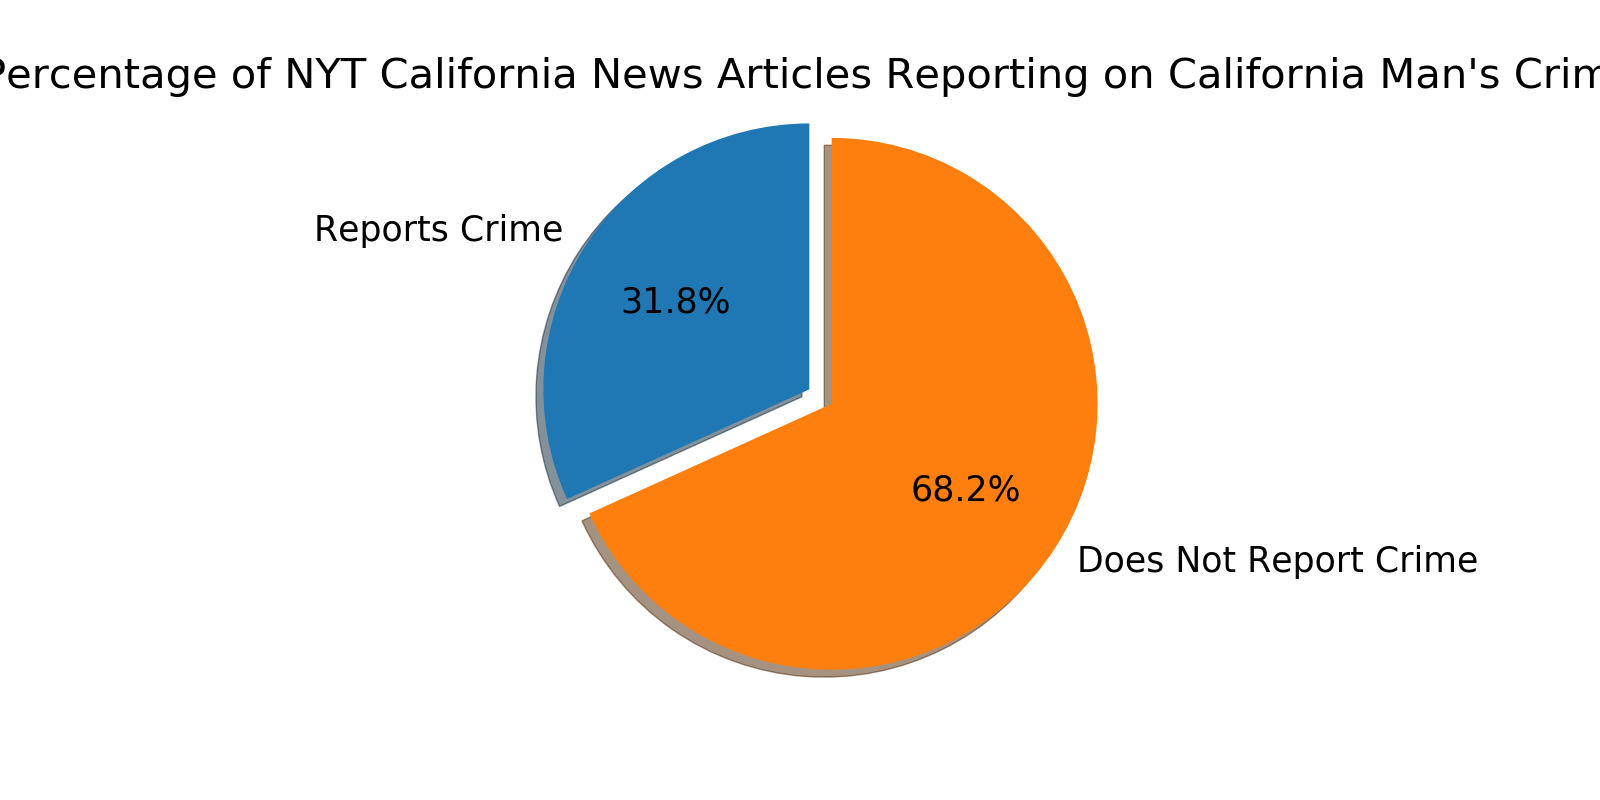 Percentage of NYT California News Articles Reporting on California Man's Crim
Reports Crime
31.8%
68.2%
Does Not Report Crime